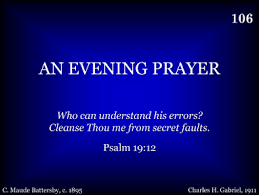 106
AN EVENING PRAYER
Who can understand his errors?
Cleanse Thou me from secret faults.
Psalm 19:12
C. Maude Battersby, c. 1895
Charles H. Gabriel, 1911